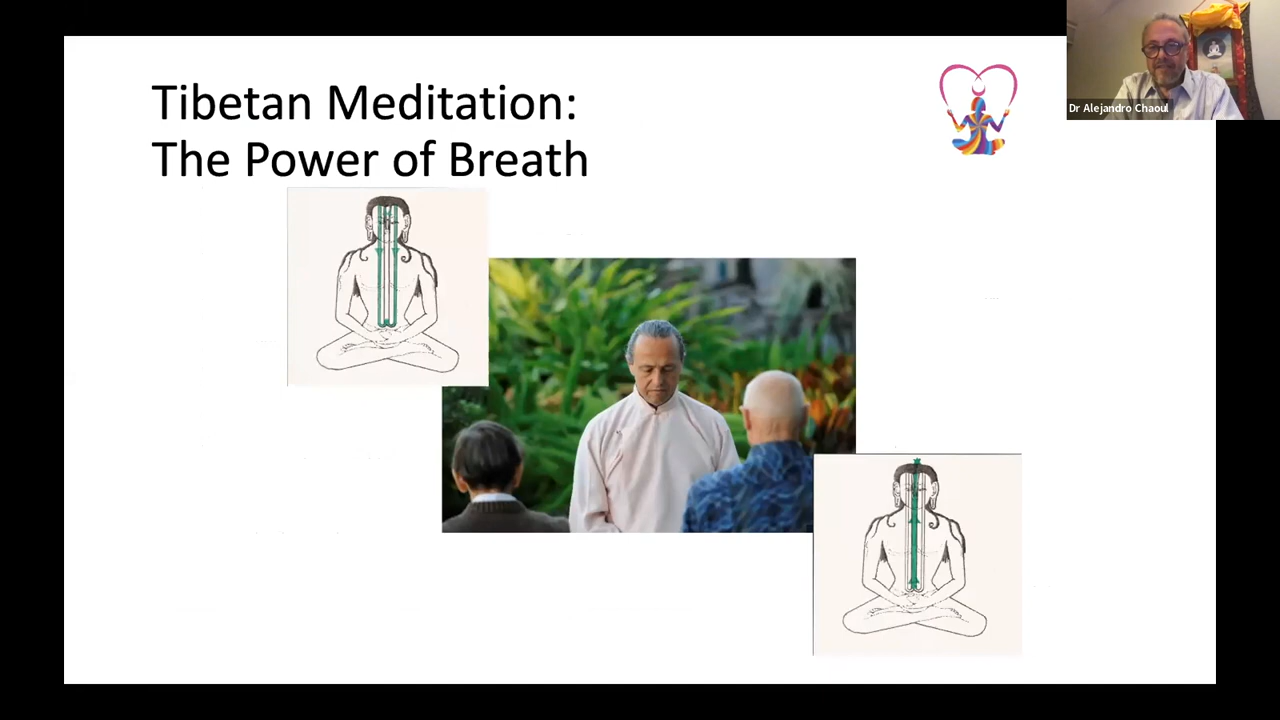 Tibetan Meditation:
The Power of Breath
Dr Alejandro Chaoul